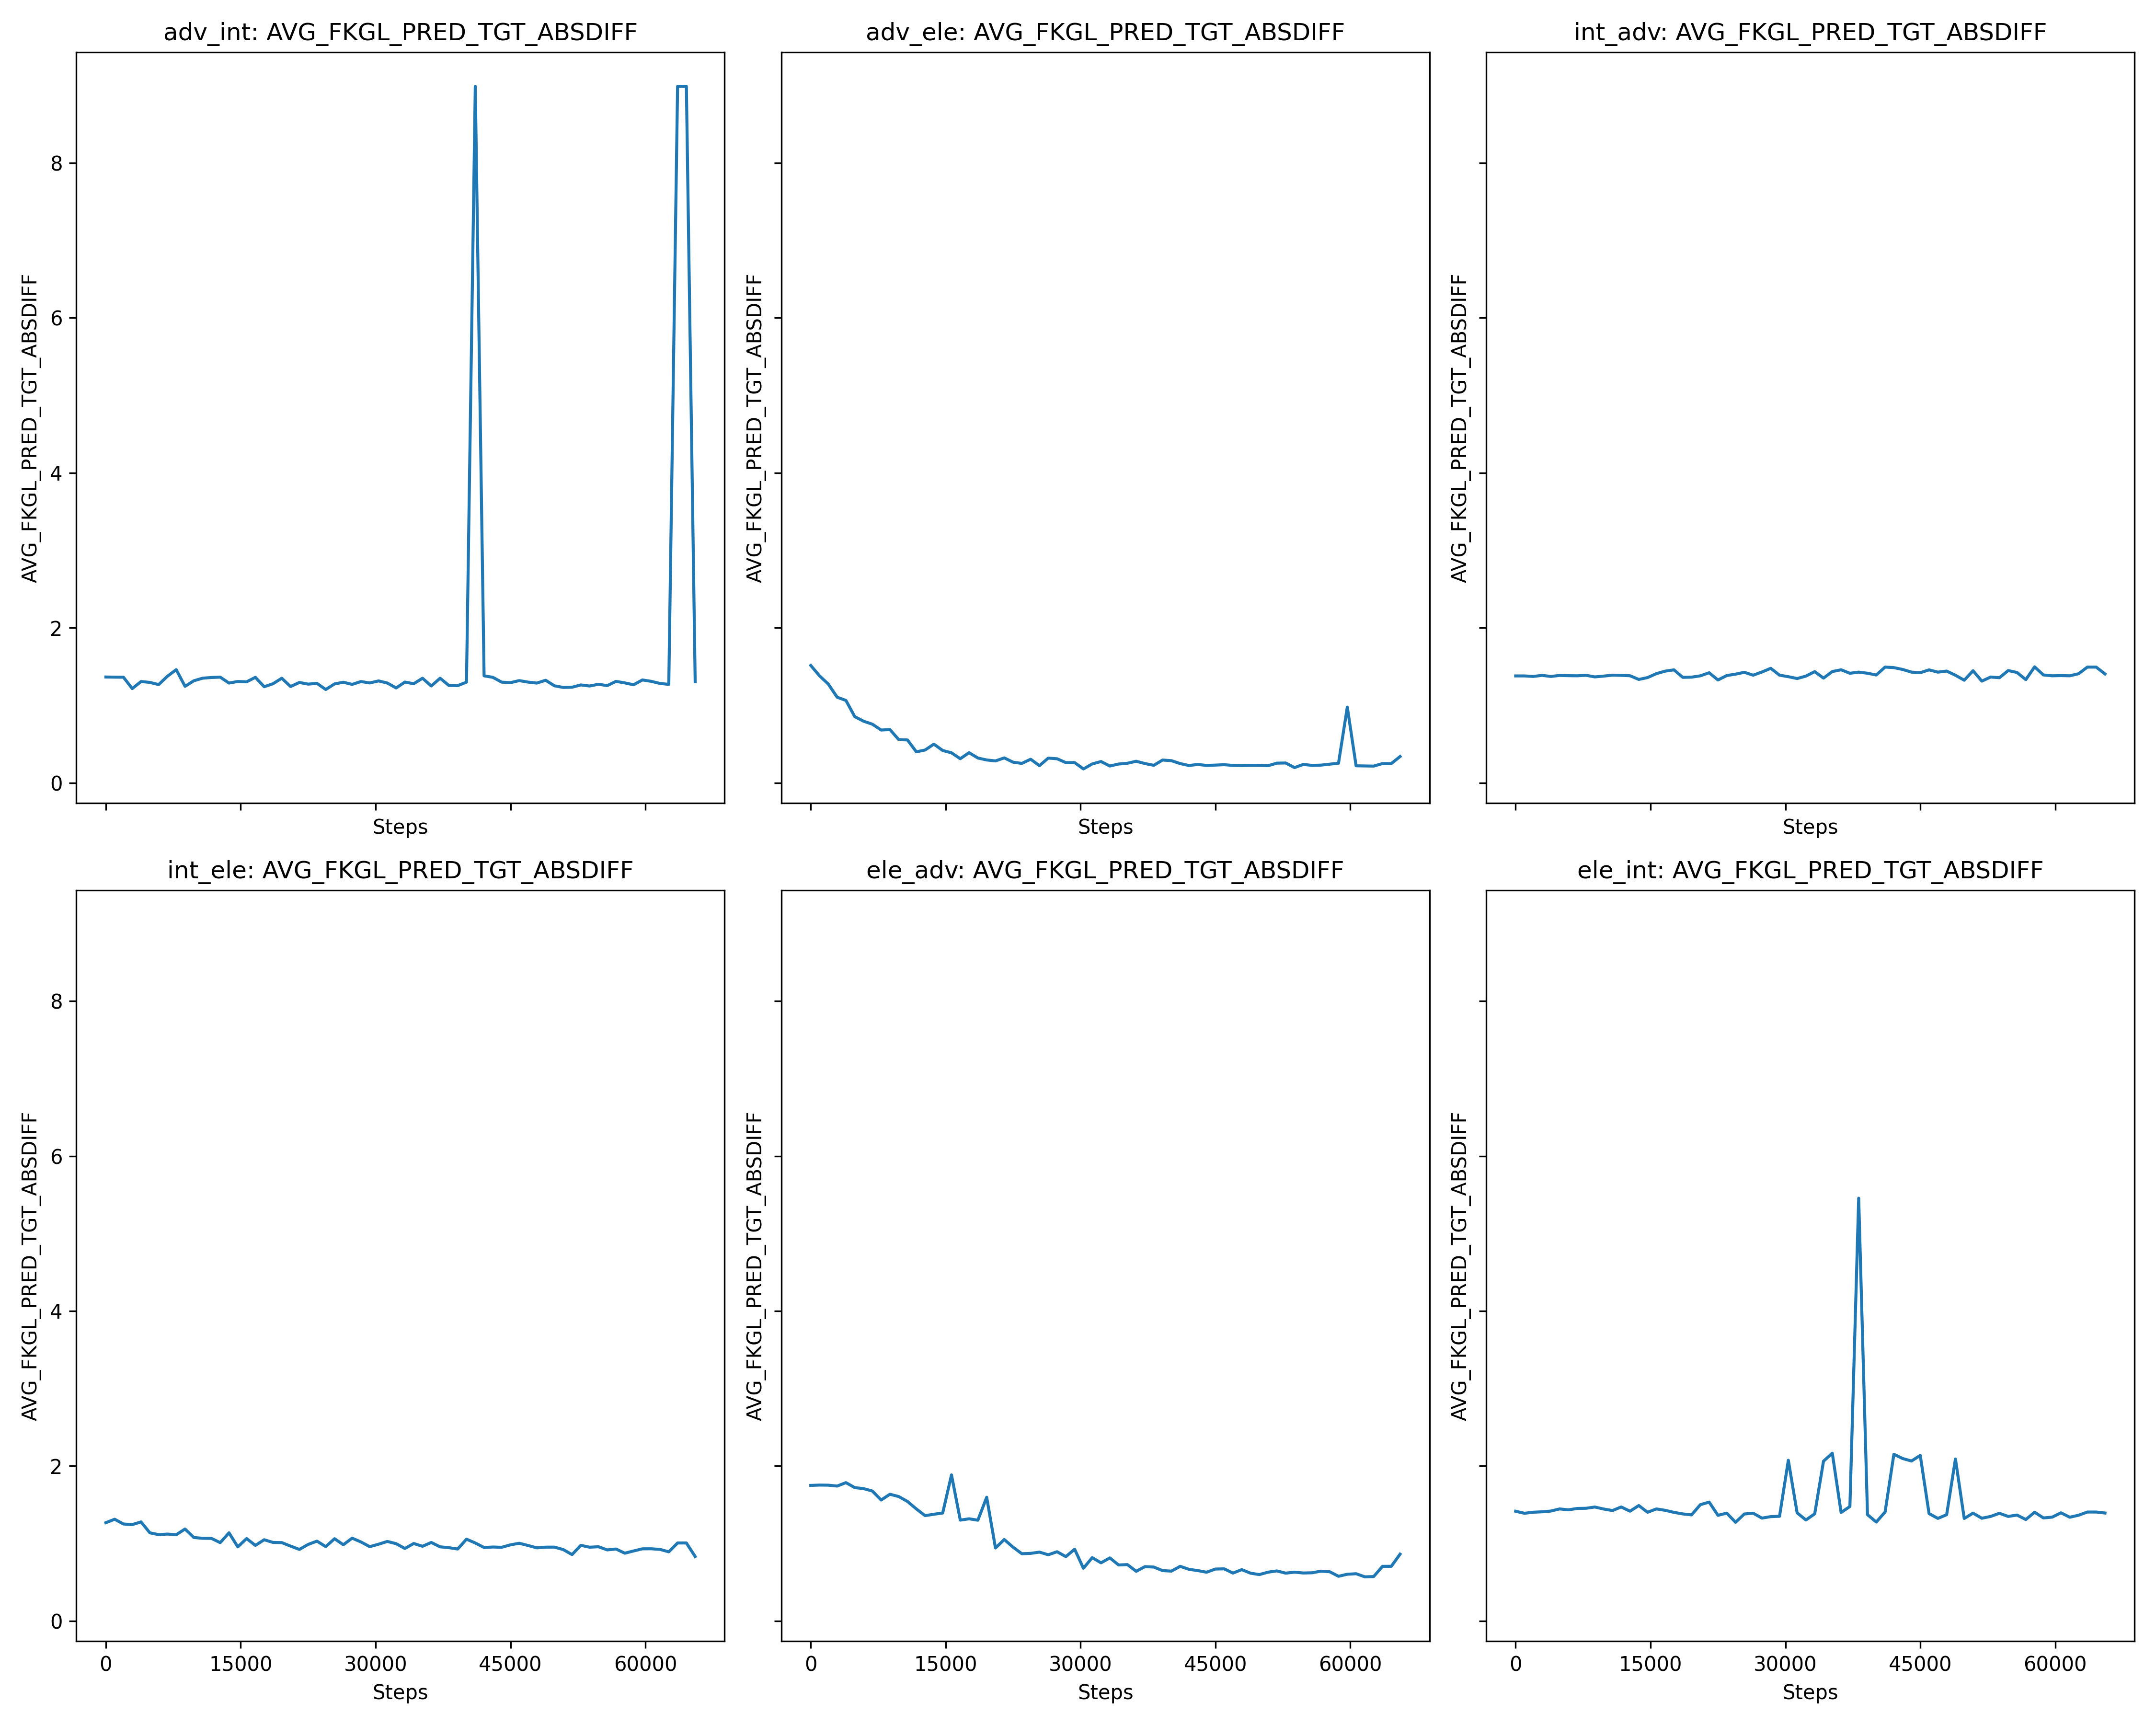 adv_int: AVG_FKGL_PRED_TGT_ABSDIFF
adv_ele: AVG_FKGL_PRED_TGT_ABSDIFF
int_adv: AVG_FKGL_PRED_TGT_ABSDIFF
AVG_FKGL_PRED_TGT_ABSDIFF
8
6
4
2
0
Steps
AVG_FKGL_PRED_TGT_ABSDIFF
Steps
AVG_FKGL_PRED_TGT_ABSDIFF
Steps
int_ele: AVG_FKGL_PRED_TGT_ABSDIFF
ele_adv: AVG_FKGL_PRED_TGT_ABSDIFF
ele_int: AVG_FKGL_PRED_TGT_ABSDIFF
AVG_FKGL_PRED_TGT_ABSDIFF
8
6
4
2
0
0 15000 30000 45000 60000
Steps
AVG_FKGL_PRED_TGT_ABSDIFF
0 15000 30000 45000 60000
Steps
AVG_FKGL_PRED_TGT_ABSDIFF
0 15000 30000 45000 60000
Steps